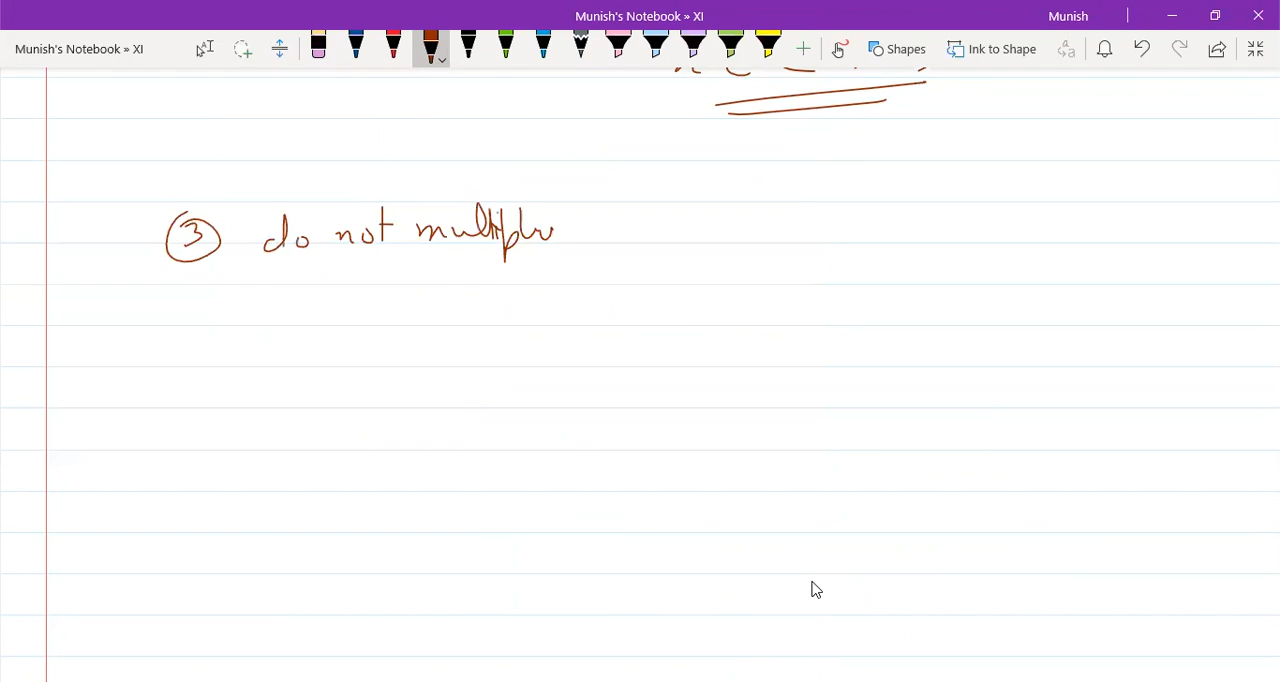 Munish's Notebook » XI
Munish
Munish's Notebook » XI
Shapes
Ink to Shape
③ do not multiply